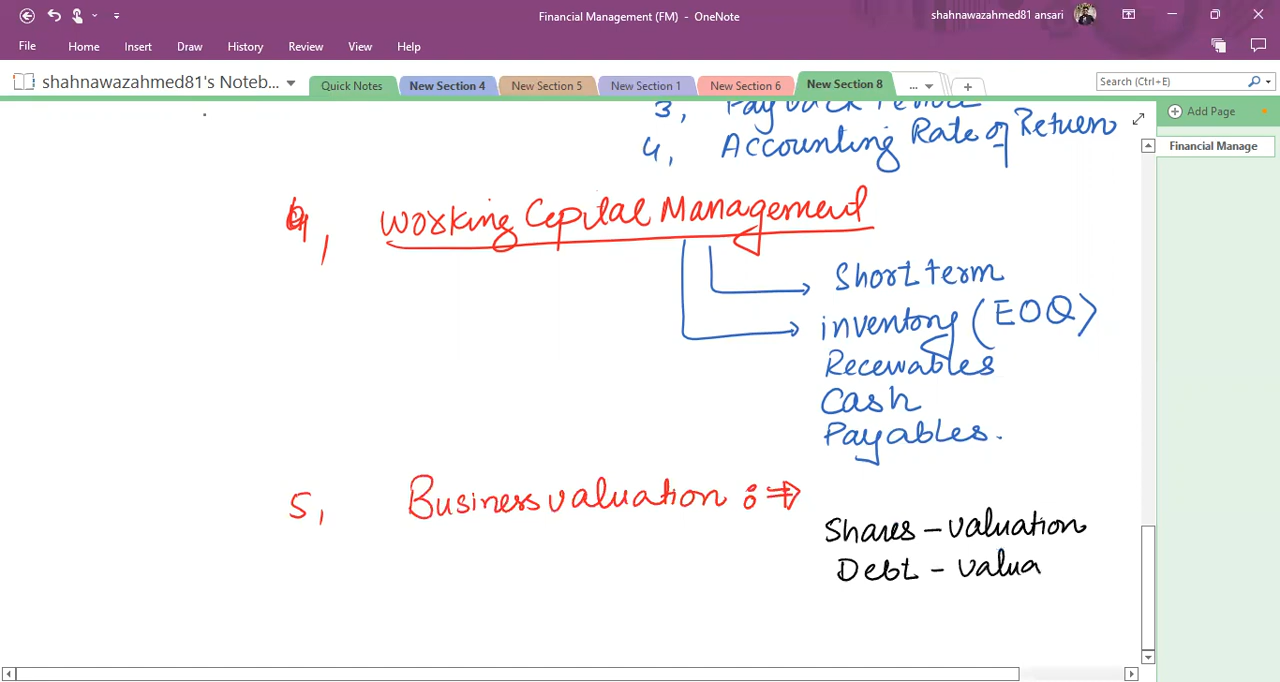 Financial Management (FM) - OneNote
shahnawazahmed81 ansari
File Home Insert Draw History Review View Help
shahnawazahmed81's Noteb...
Quick Notes New Section 4 New Section 5 New Section 1 New Section 6 New Section 8 ... +
Search (Ctrl+E)
Add Page
Financial Manage
3, Payback Period
4, Accounting Rate of Return
4, Working Capital Management
Short term
inventory (EOQ)
Recewables
Cash
Payables.
5, Business valuation :⇒
Shares - valuation
Debt - valua